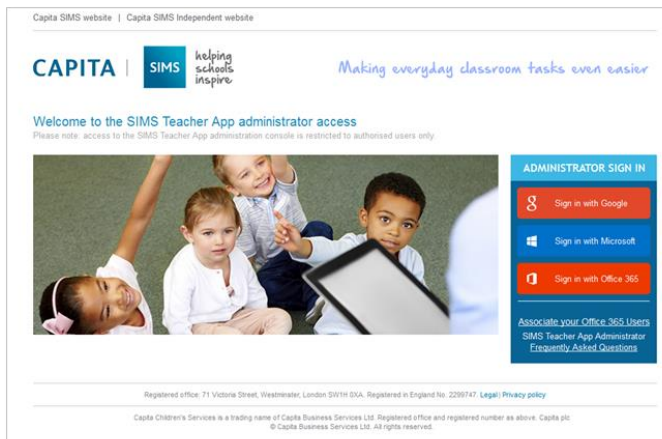 Capita SIMS website | Capita SIMS Independent website
CAPITA | SIMS helping
schools
inspire
Making everyday classroom tasks even easier
Welcome to the SIMS Teacher App administrator access
Please note: access to the SIMS Teacher App administration console is restricted to authorised users only
ADMINISTRATOR SIGN IN
Sign in with Google
Sign in with Microsoft
Sign in with Office 365
Associate your Office 365 Users
SIMS Teacher App Administrator
Frequently Asked Questions
Registered office: 71 Victoria Street, Westminster, London SW1H 0XA. Registered in England No. 2299747. Legal | Privacy policy
Capita Children's Services is a trading name of Capita Business Services Ltd. Registered office and registered number as above. Capita plc
© Capita Business Services Ltd. All rights reserved.